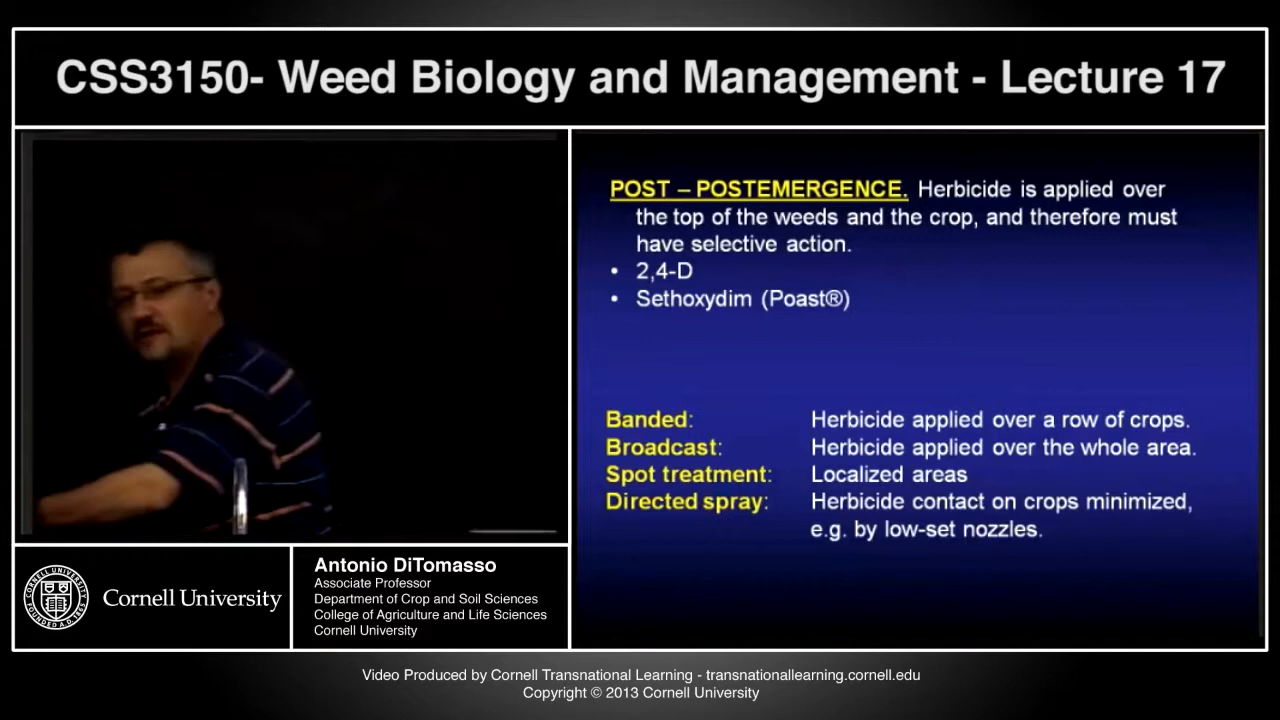 CSS3150- Weed Biology and Management - Lecture 17
POST – POSTEMERGENCE. Herbicide is applied over
the top of the weeds and the crop, and therefore must
have selective action.
• 2,4-D
• Sethoxydim (Poast®)
Banded: Herbicide applied over a row of crops.
Broadcast: Herbicide applied over the whole area.
Spot treatment: Localized areas
Directed spray: Herbicide contact on crops minimized,
e.g. by low-set nozzles.
Cornell University
Antonio DiTomasso
Associate Professor
Department of Crop and Soil Sciences
College of Agriculture and Life Sciences
Cornell University
Video Produced by Cornell Transnational Learning - transnationallearning.cornell.edu
Copyright © 2013 Cornell University